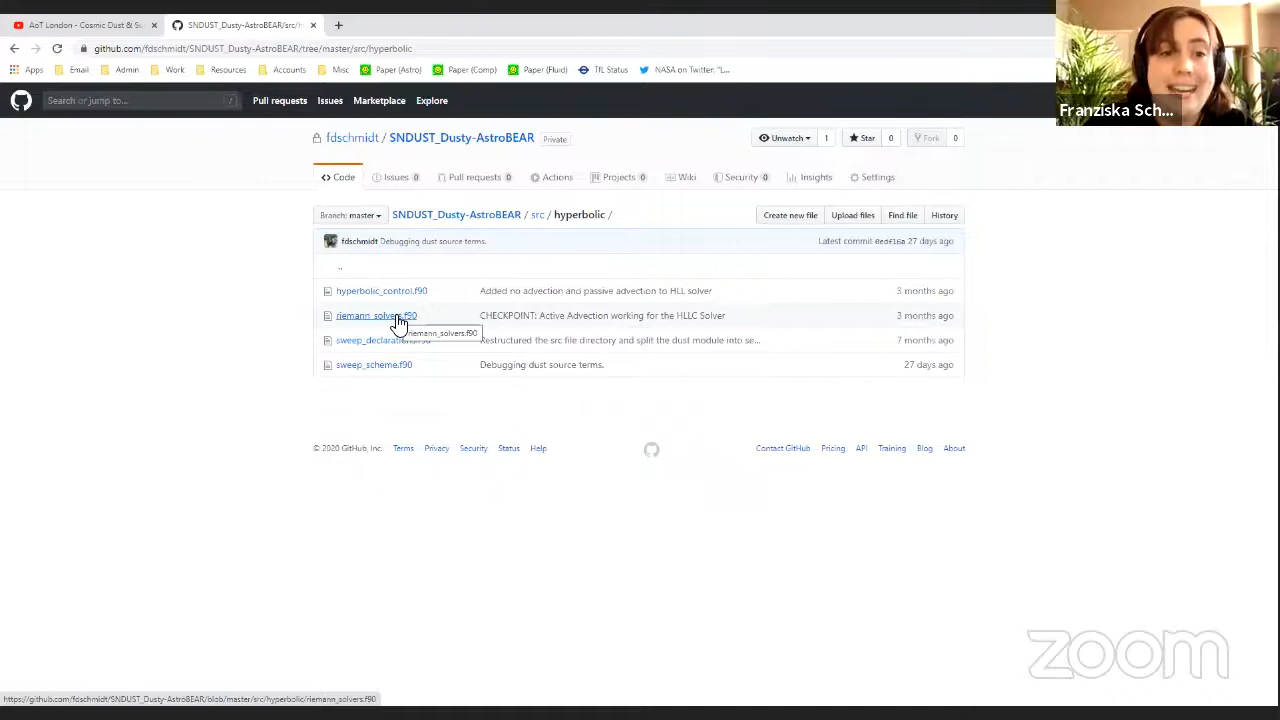 AoT London - Cosmic Dust & Su
SNDUST_Dusty-AstroBEAR/src/h
github.com/fdschmidt/SNDUST_Dusty-AstroBEAR/tree/master/src/hyperbolic
Apps Email Admin Work Resources Accounts Misc Paper (Astro) Paper (Comp) Paper (Fluid) TfL Status NASA on Twitter: "L...
Franziska Sch...
Search or jump to... / Pull requests Issues Marketplace Explore
fdschmidt / SNDUST_Dusty-AstroBEAR Private Unwatch 1 Star 0 Fork 0
Code Issues 0 Pull requests 0 Actions Projects 0 Wiki Security 0 Insights Settings
Branch: master SNDUST_Dusty-AstroBEAR / src / hyperbolic / Create new file Upload files Find file History
fdschmidt Debugging dust source terms. Latest commit 0edf16a 27 days ago
..
hyperbolic_control.f90 Added no advection and passive advection to HLL solver 3 months ago
riemann_solvers.f90 CHECKPOINT: Active Advection working for the HLLC Solver 3 months ago
riemann_solvers.f90
sweep_declarations.f90 Restructured the src file directory and split the dust module into se... 7 months ago
sweep_scheme.f90 Debugging dust source terms. 27 days ago
© 2020 GitHub, Inc. Terms Privacy Security Status Help Contact GitHub Pricing API Training Blog About
zoom
https://github.com/fdschmidt/SNDUST_Dusty-AstroBEAR/blob/master/src/hyperbolic/riemann_solvers.f90